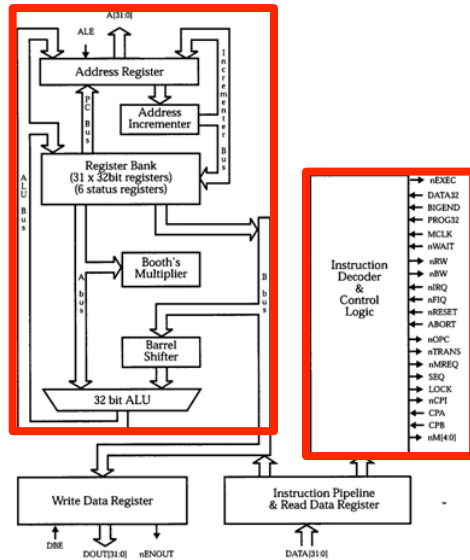 A[31:0]
ALE
Address Register
PC Bus
Address
Incrementer
Incrementer Bus
Register Bank
(31 x 32bit registers)
(6 status registers)
ALU Bus
A bus
B bus
Booth's
Multiplier
Barrel
Shifter
32 bit ALU
Write Data Register
DBE
DOUT[31:0]
nENOUT
Instruction Pipeline
& Read Data Register
DATA[31:0]
Instruction
Decoder
&
Control
Logic
nEXEC
DATA32
BIGEND
PROG32
MCLK
nWAIT
nRW
nBW
nIRQ
nFIQ
nRESET
ABORT
nOPC
nTRANS
nMREQ
SEQ
LOCK
nCPI
CPA
CPB
nM[4:0]